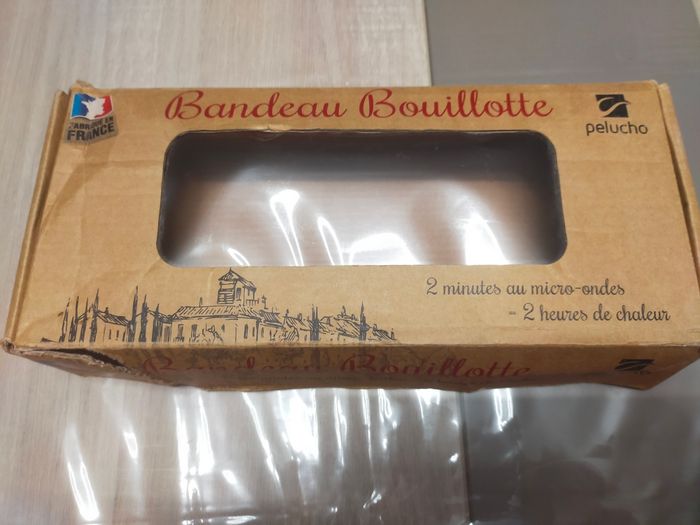 Bandeau Bouillotte
FABRIQUÉ EN
FRANCE
pelucho
2 minutes au micro-ondes
= 2 heures de chaleur
Bandeau Bouillotte